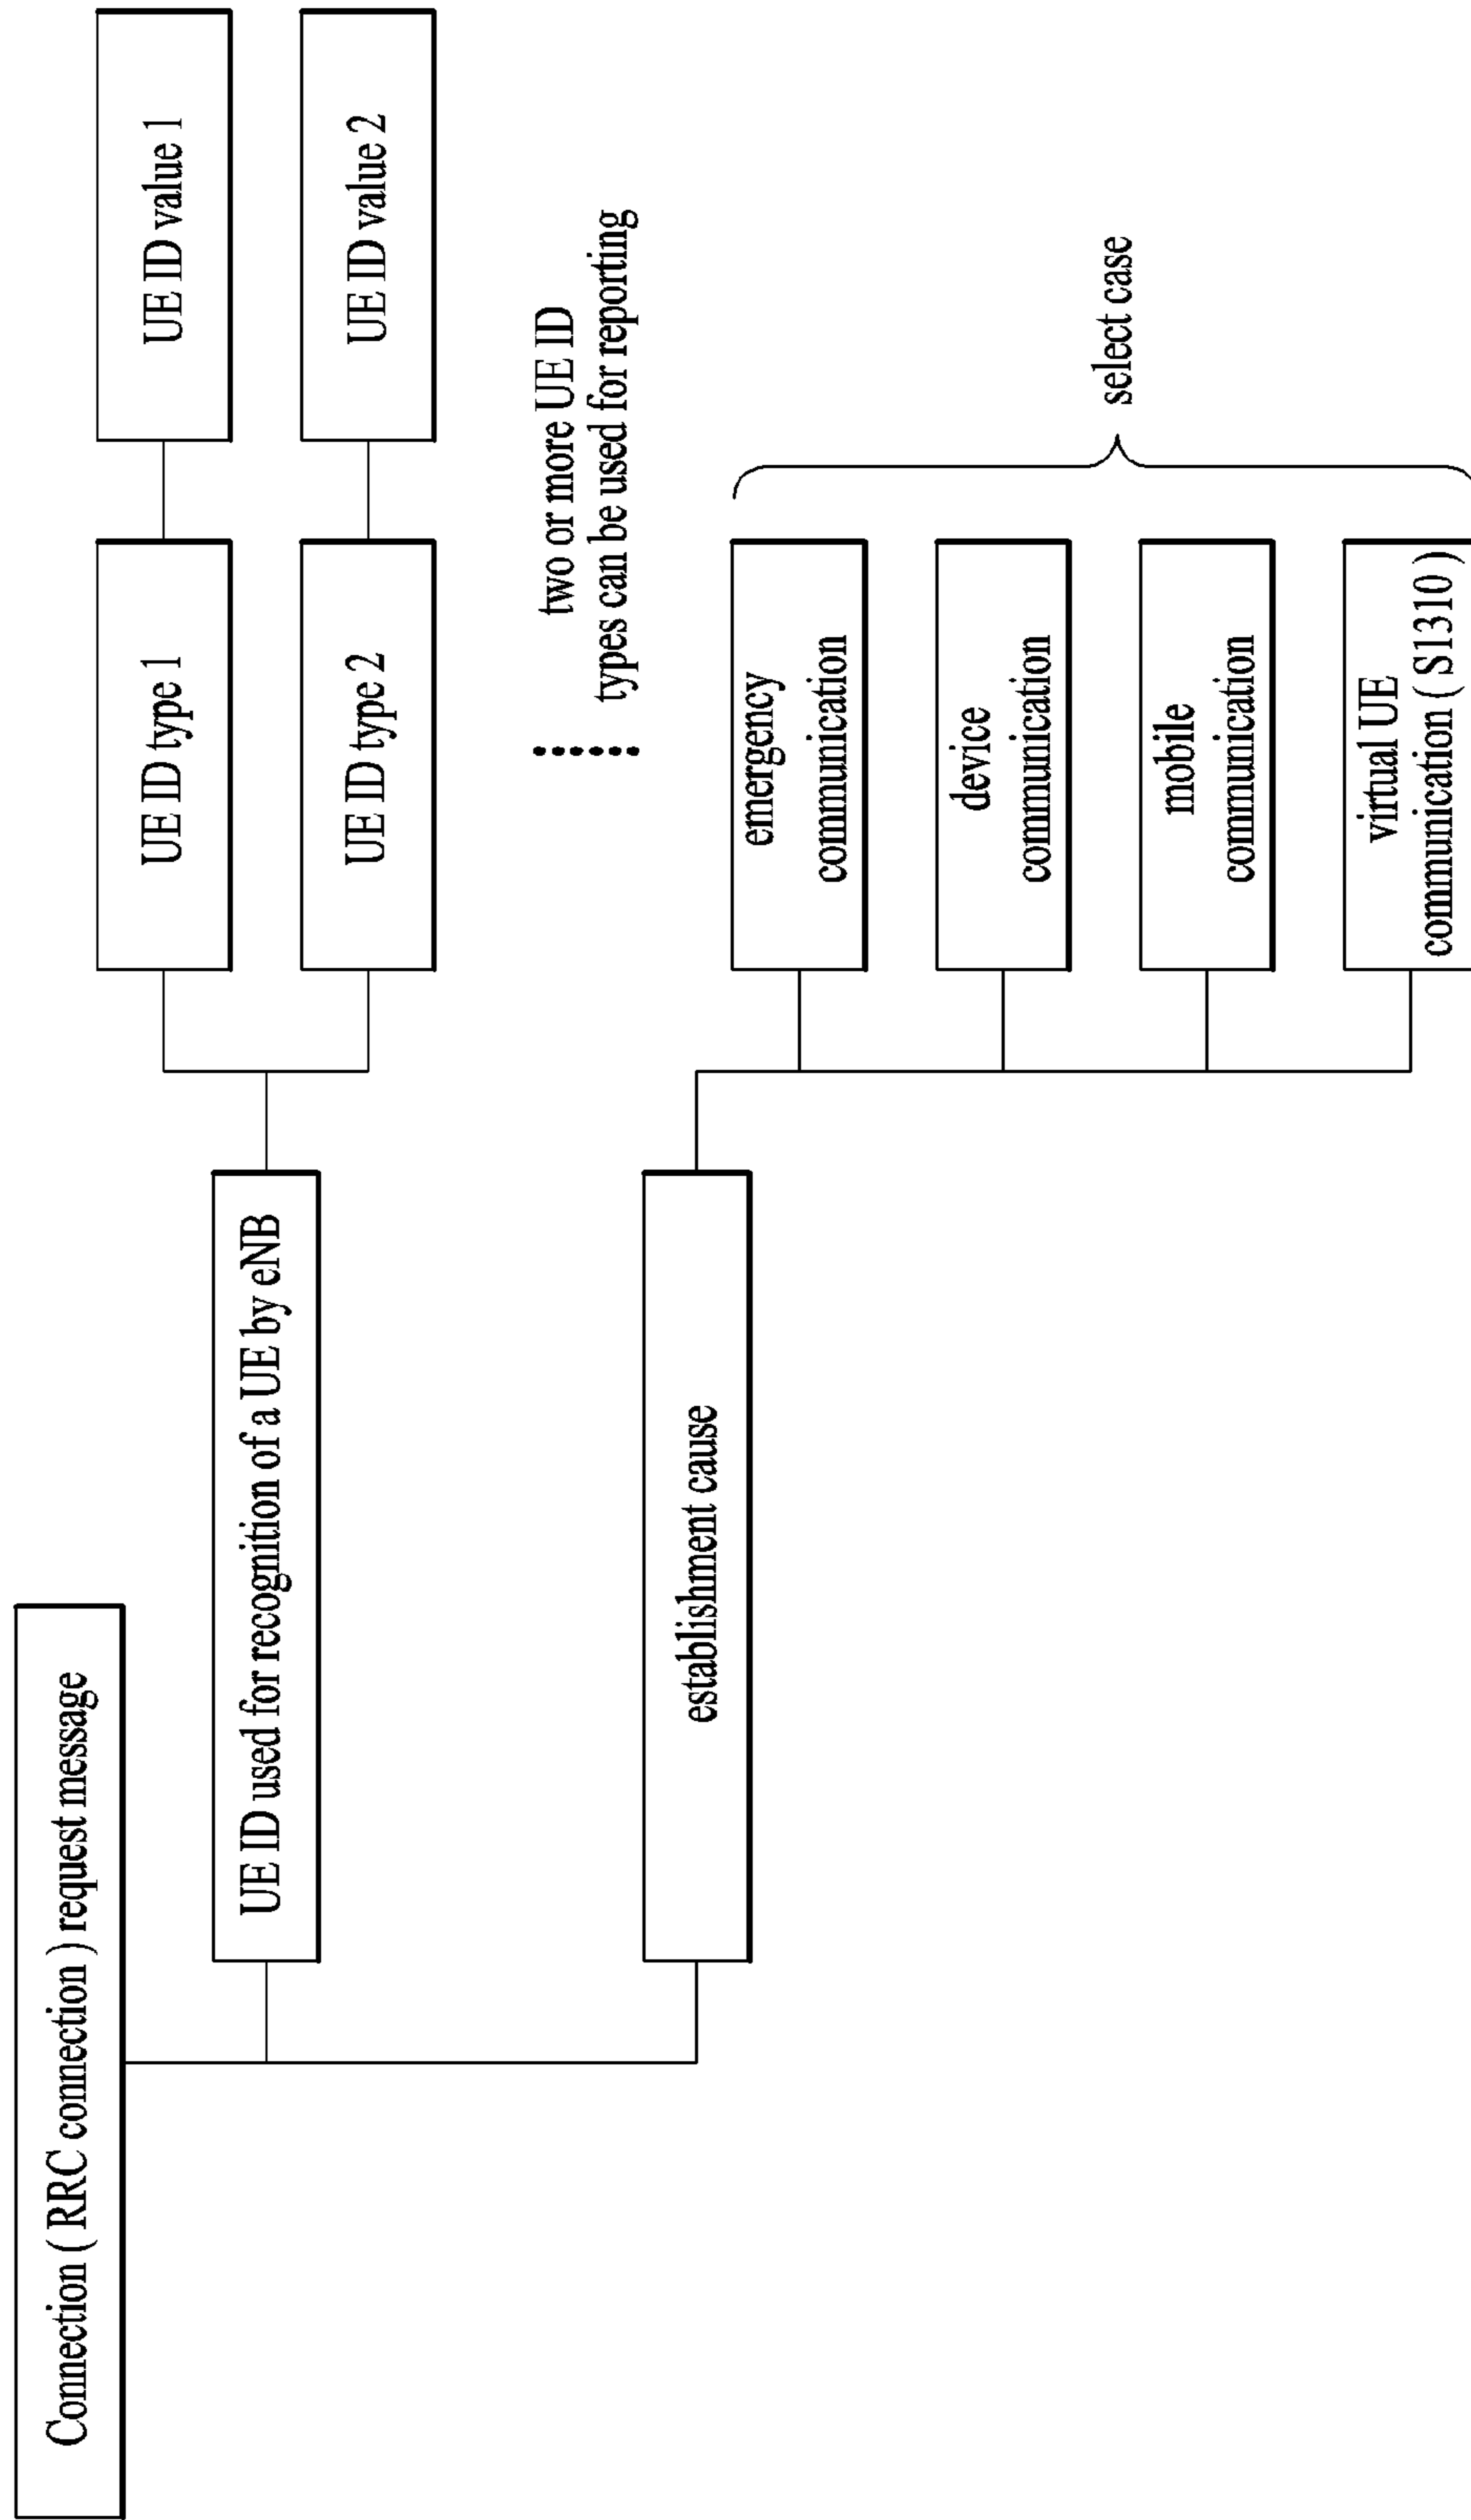 Connection ( RRC connection ) request message
UE ID used for recognition of a UE by eNB
UE ID type 1
UE ID value 1
UE ID type 2
UE ID value 2
two or more UE ID
types can be used for reporting
establishment cause
emergency
communication
device
communication
mobile
communication
virtual UE
communication ( S1310 )
select case